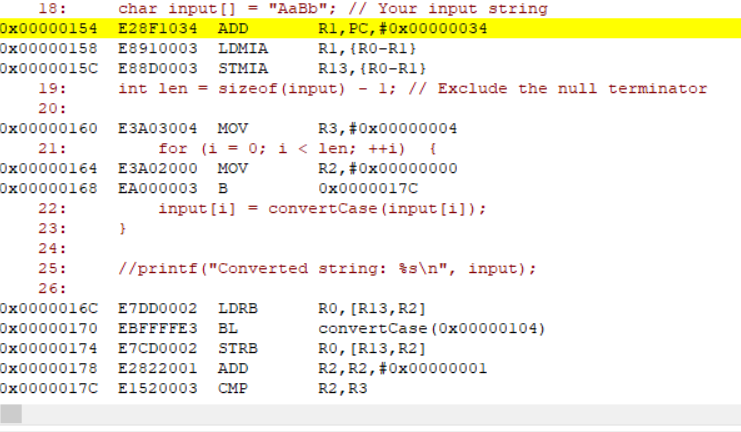 18:      char input[] = "AaBb"; // Your input string
0x00000154  E28F1034  ADD       R1,PC,#0x00000034
0x00000158  E8910003  LDMIA     R1,{R0-R1}
0x0000015C  E88D0003  STMIA     R13,{R0-R1}
19:      int len = sizeof(input) - 1; // Exclude the null terminator
20:
0x00000160  E3A03004  MOV       R3,#0x00000004
21:          for (i = 0; i < len; ++i)  {
0x00000164  E3A02000  MOV       R2,#0x00000000
0x00000168  EA000003  B         0x0000017C
22:          input[i] = convertCase(input[i]);
23:      }
24:
25:      //printf("Converted string: %s\n", input);
26:
0x0000016C  E7DD0002  LDRB      R0,[R13,R2]
0x00000170  EBFFFFE3  BL        convertCase(0x00000104)
0x00000174  E7CD0002  STRB      R0,[R13,R2]
0x00000178  E2822001  ADD       R2,R2,#0x00000001
0x0000017C  E1520003  CMP       R2,R3